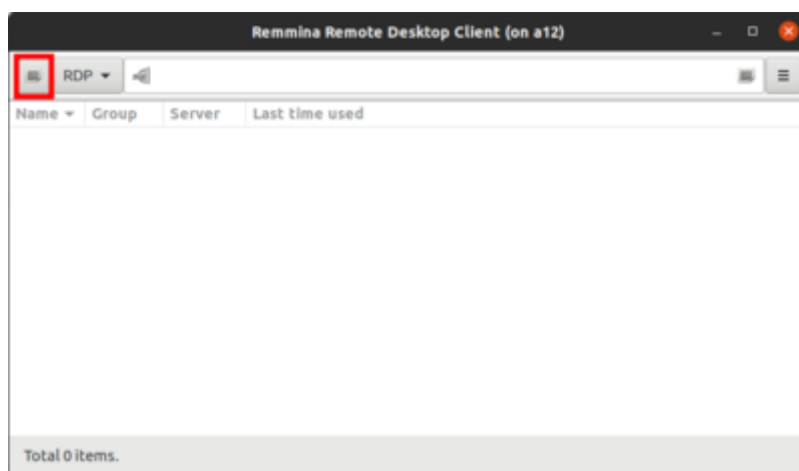 Remmina Remote Desktop Client (on a12)
RDP
Name Group Server Last time used
Total 0 items.